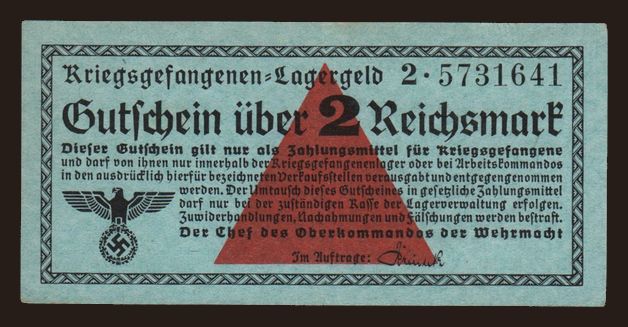 Kriegsgefangenen=Lagergeld 2·5731641
Gutschein über 2 Reichsmark
Dieser Gutschein gilt nur als Zahlungsmittel für Kriegsgefangene
und darf von ihnen nur innerhalb der Kriegsgefangenenlager oder bei Arbeitskommandos
in den ausdrücklich hierfür bezeichneten Verkaufsstellen verausgabt und entgegengenommen
werden. Der Umtausch dieses Gutscheines in gesetzliche Zahlungsmittel
darf nur bei der zuständigen Kasse der Lagerverwaltung erfolgen.
Zuwiderhandlungen, Nachahmungen und Fälschungen werden bestraft.
Der Chef des Oberkommandos der Wehrmacht
Im Auftrage: